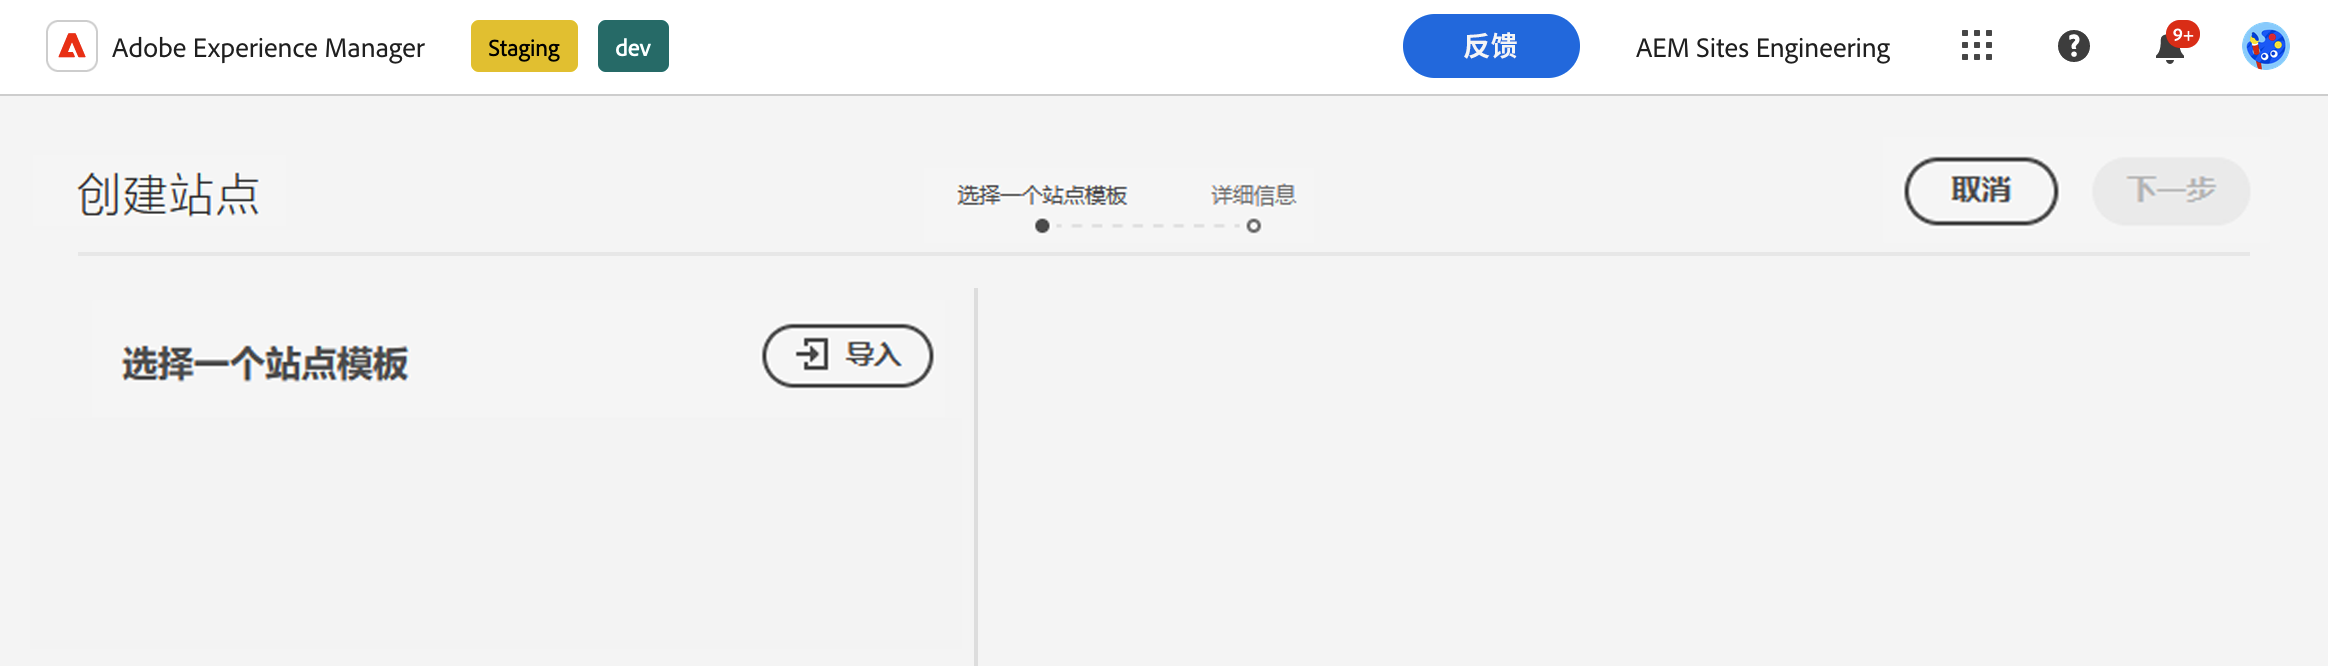 Adobe Experience Manager Staging dev 反馈 AEM Sites Engineering 9+
创建站点
选择一个站点模板 详细信息
取消 下一步
选择一个站点模板 导入